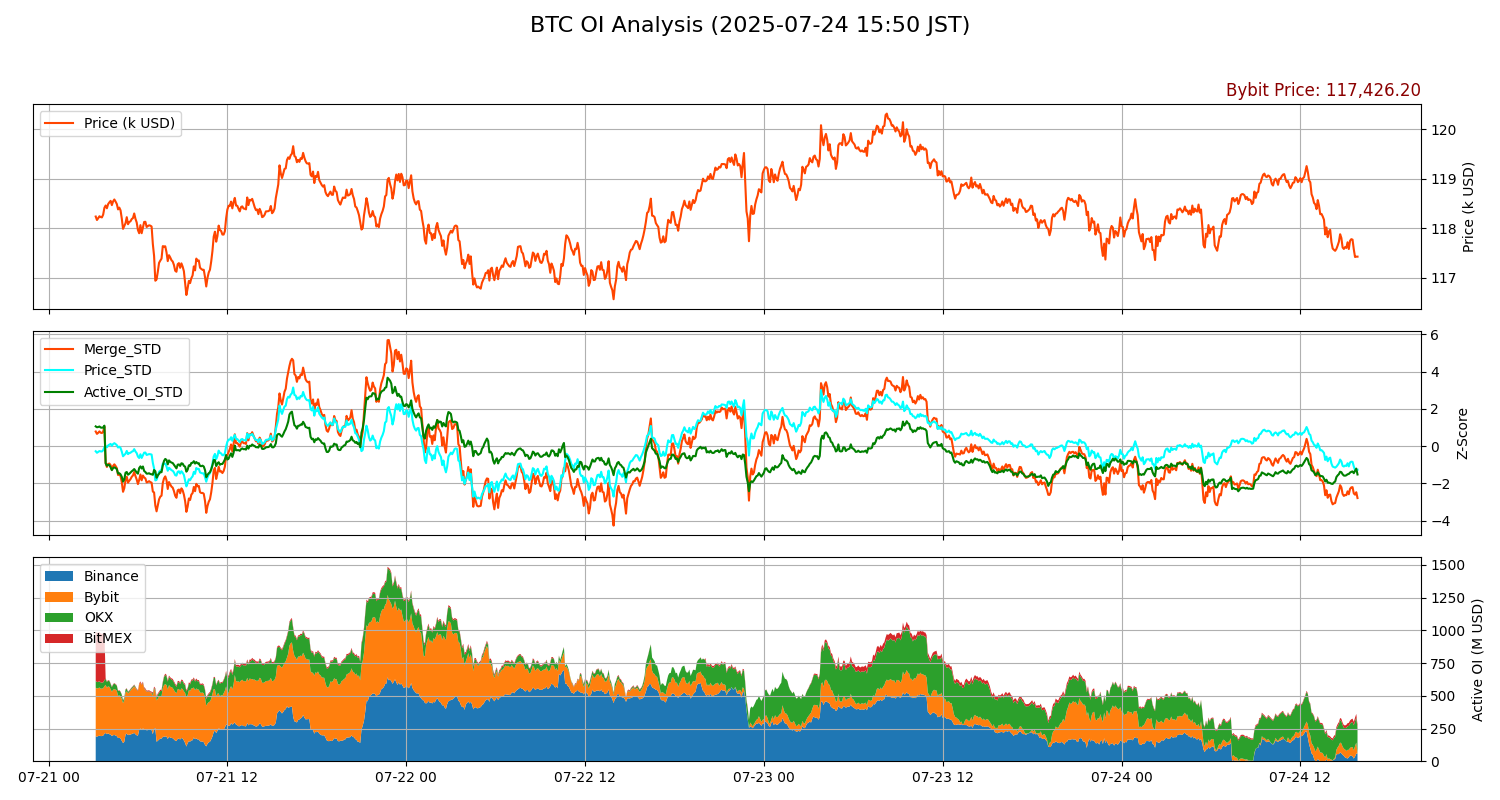 BTC OI Analysis (2025-07-24 15:50 JST)
Bybit Price: 117,426.20
Price (k USD)
120
119
118
117
Price (k USD)
Merge_STD
Price_STD
Active_OI_STD
6
4
2
0
−2
−4
Z-Score
Binance
Bybit
OKX
BitMEX
1500
1250
1000
750
500
250
0
Active OI (M USD)
07-21 00
07-21 12
07-22 00
07-22 12
07-23 00
07-23 12
07-24 00
07-24 12